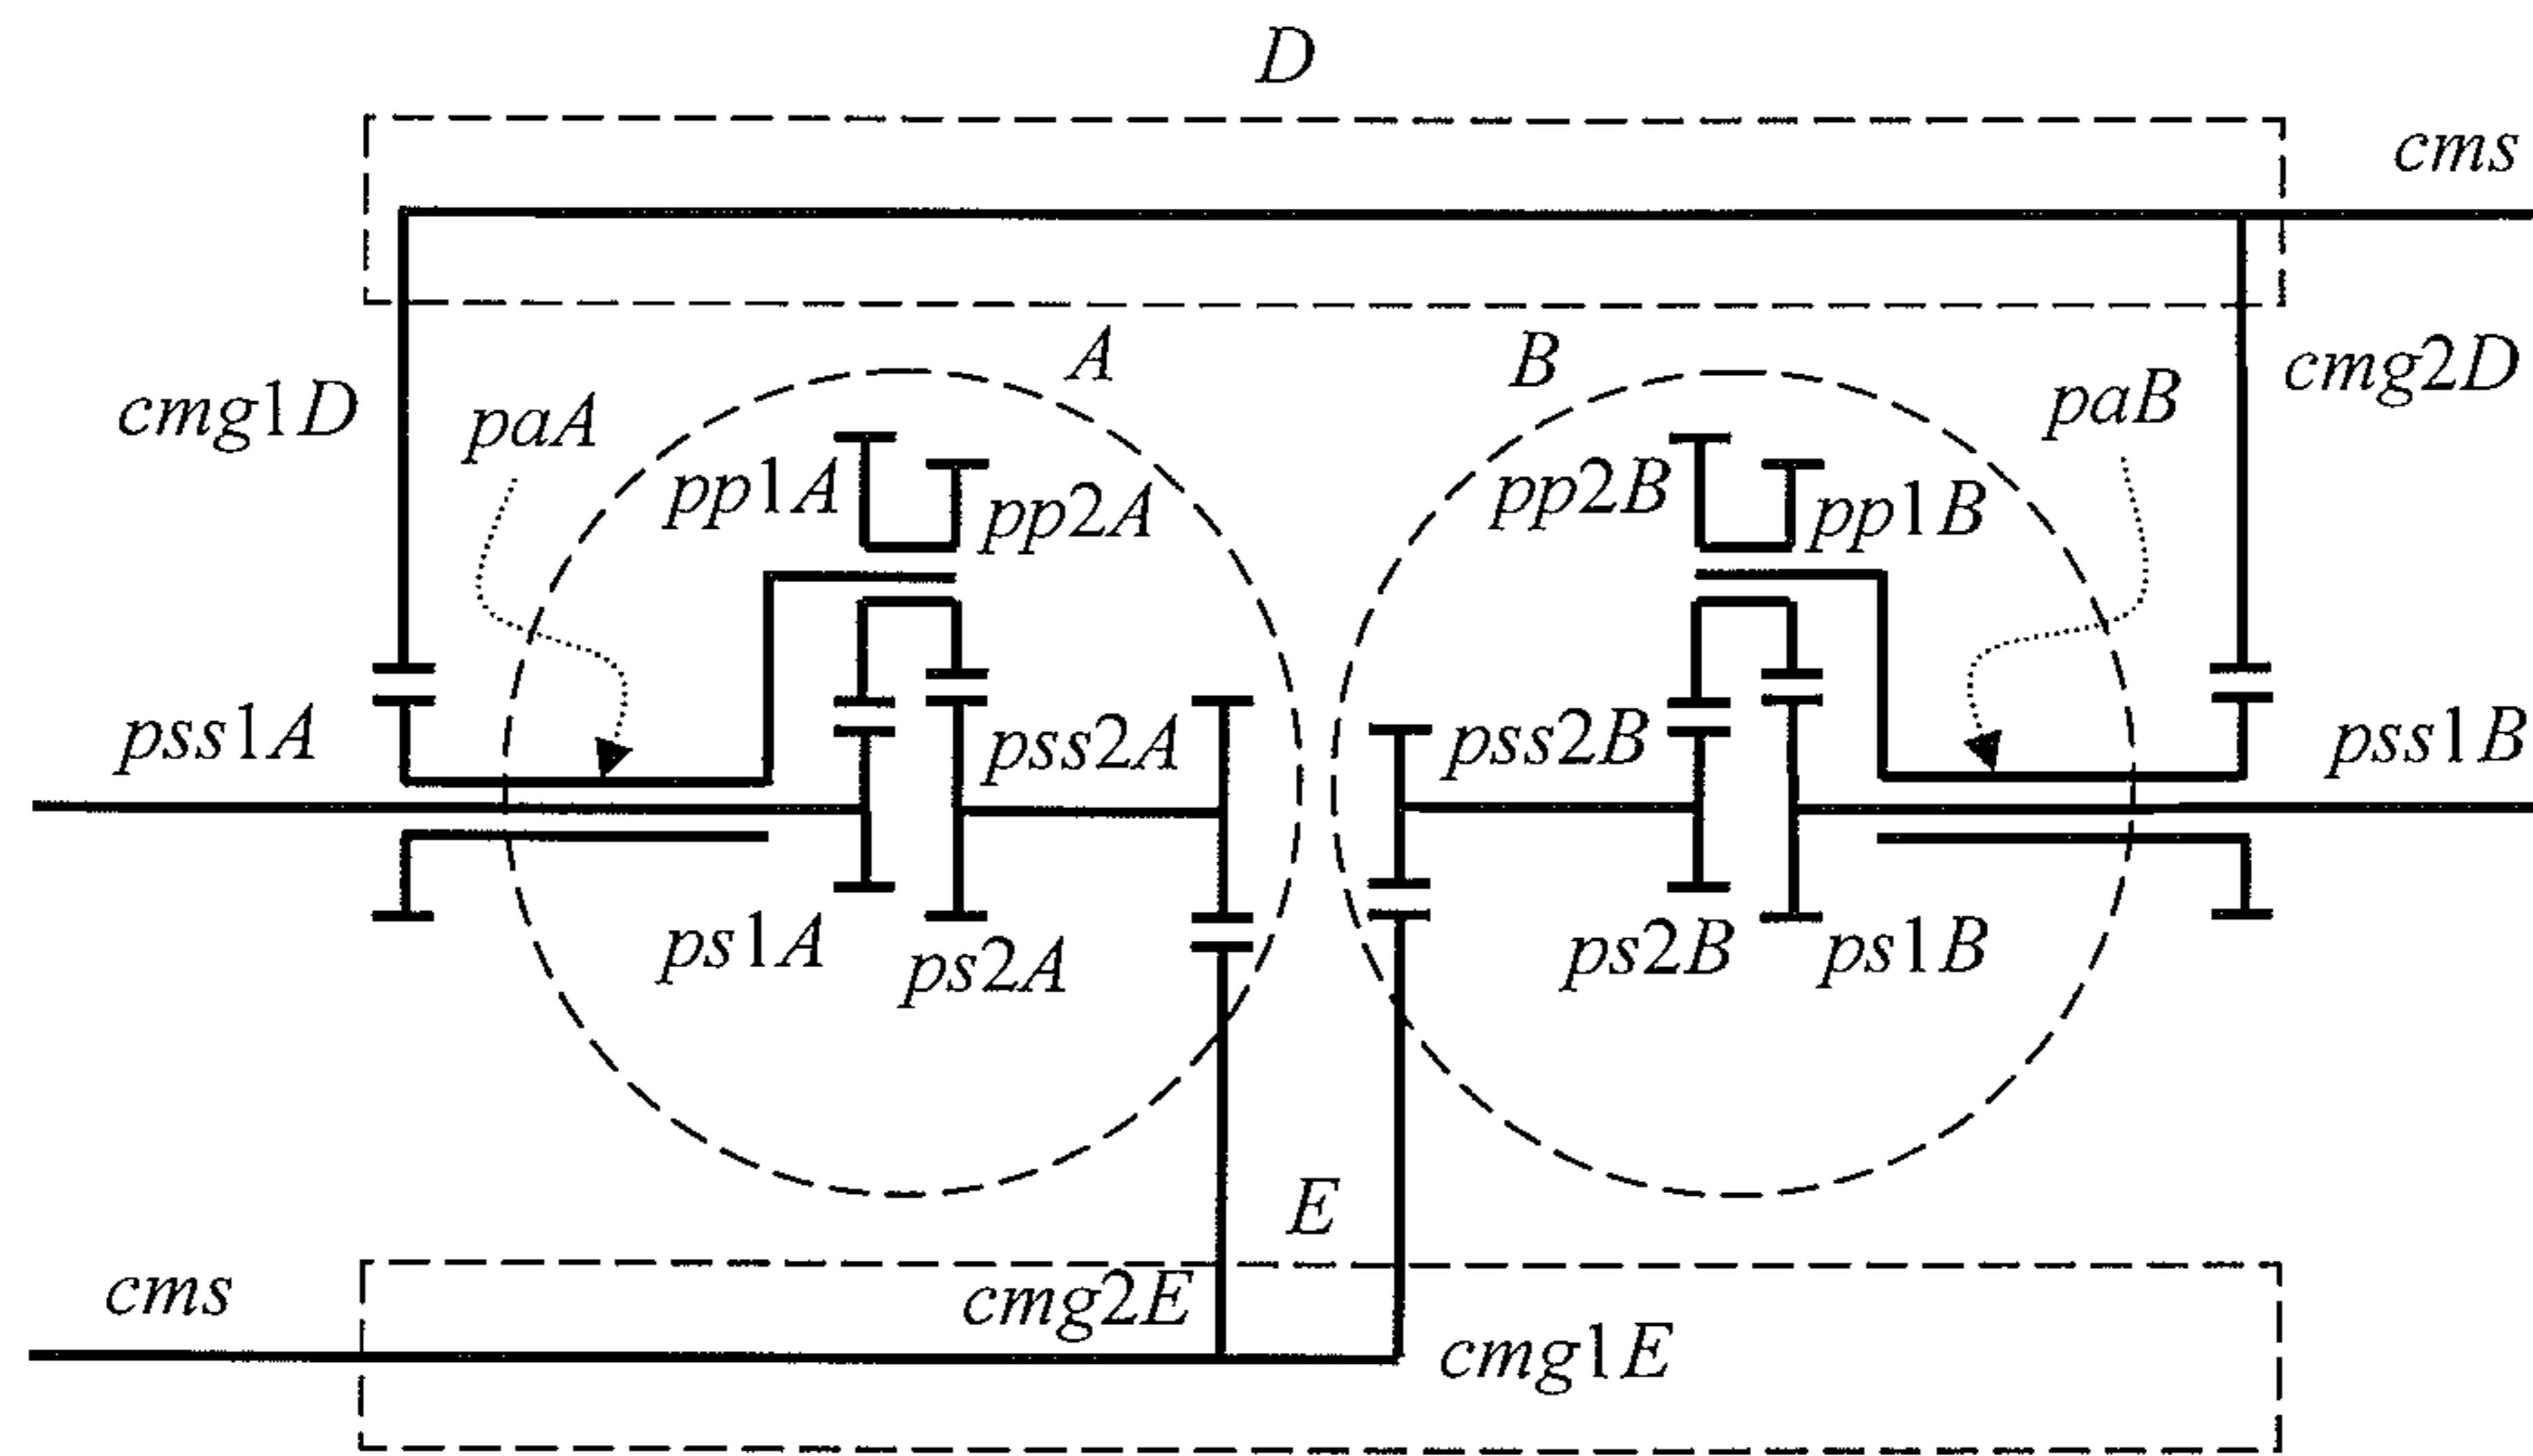 D
cms
A
B
cmg1D
paA
paB
cmg2D
pp1A
pp2A
pp2B
pp1B
pss1A
pss2A
pss2B
pss1B
ps1A
ps2A
ps2B
ps1B
E
cms
cmg2E
cmg1E